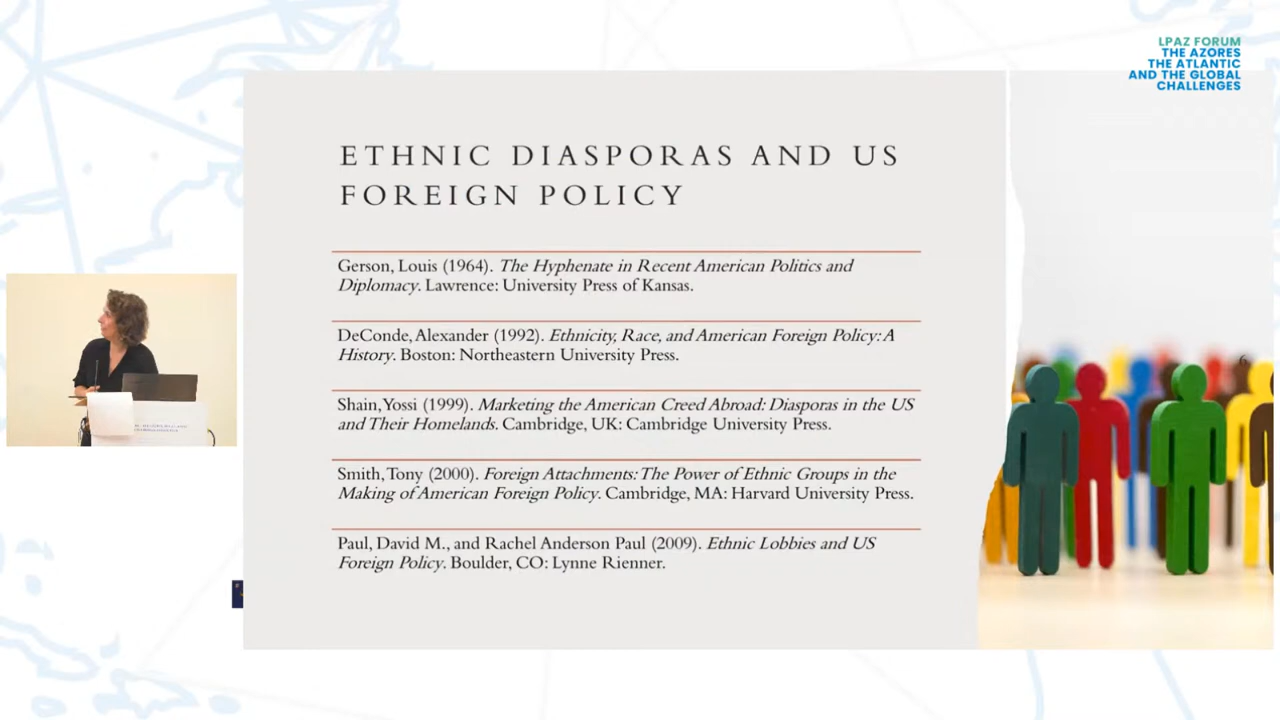 LPAZ FORUM
THE AZORES
THE ATLANTIC
AND THE GLOBAL
CHALLENGES
ETHNIC DIASPORAS AND US
FOREIGN POLICY
Gerson, Louis (1964). The Hyphenate in Recent American Politics and
Diplomacy. Lawrence: University Press of Kansas.
DeConde, Alexander (1992). Ethnicity, Race, and American Foreign Policy: A
History. Boston: Northeastern University Press.
Shain, Yossi (1999). Marketing the American Creed Abroad: Diasporas in the US
and Their Homelands. Cambridge, UK: Cambridge University Press.
Smith, Tony (2000). Foreign Attachments: The Power of Ethnic Groups in the
Making of American Foreign Policy. Cambridge, MA: Harvard University Press.
Paul, David M., and Rachel Anderson Paul (2009). Ethnic Lobbies and US
Foreign Policy. Boulder, CO: Lynne Rienner.